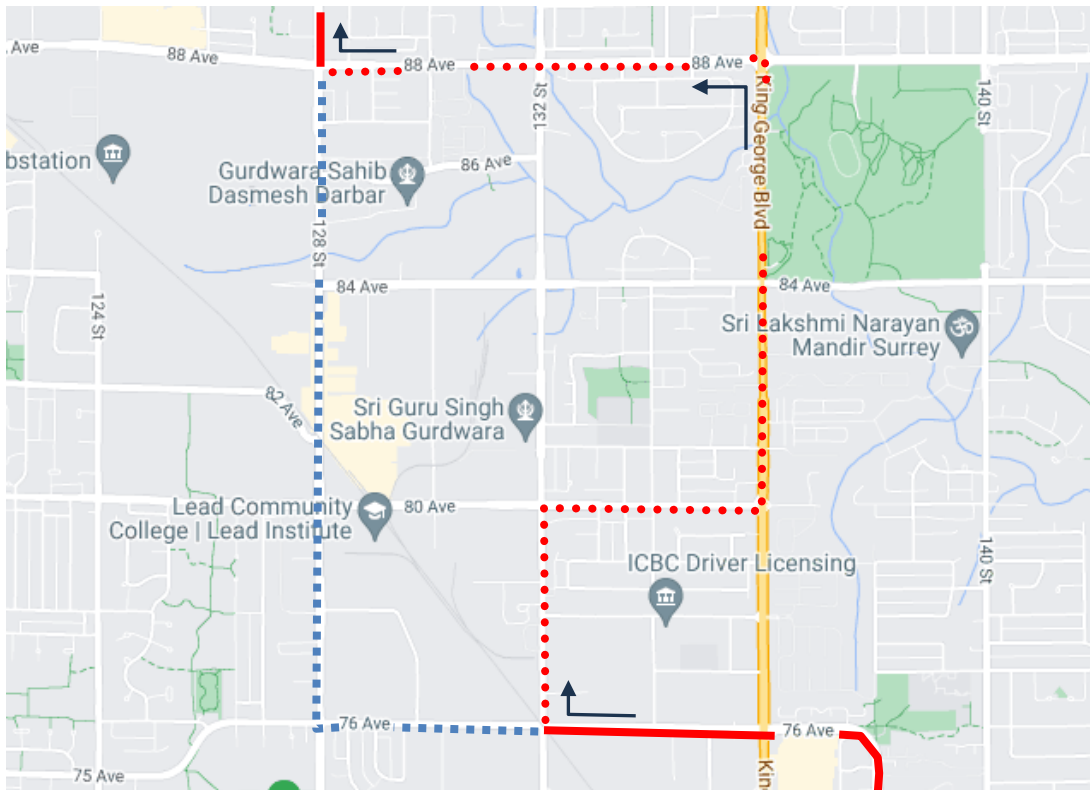 Ave
88 Ave
88 Ave
88 Ave
140 St
132 St
bstation
86 Ave
Gurdwara Sahib
Dasmesh Darbar
King George Blvd
128 St
84 Ave
84 Ave
124 St
Sri Lakshmi Narayan
Mandir Surrey
82 Ave
Sri Guru Singh
Sabha Gurdwara
Lead Community
College | Lead Institute
80 Ave
ICBC Driver Licensing
140 St
76 Ave
76 Ave
75 Ave
Kin